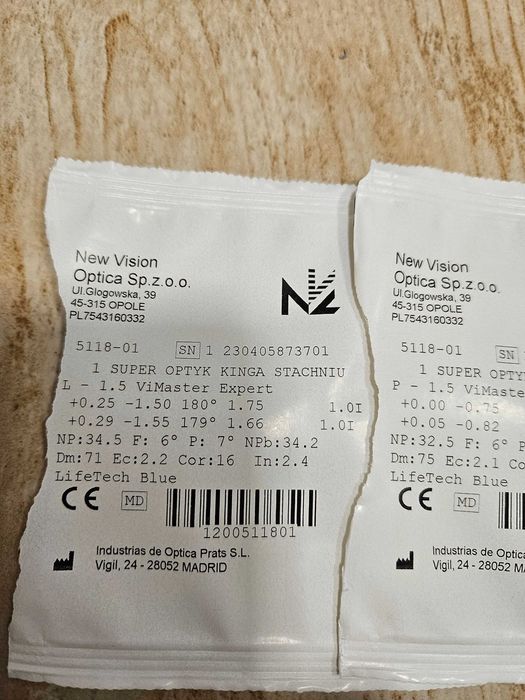 New Vision
Optica Sp.z.o.o.
Ul.Glogowska, 39
45-315 OPOLE
PL7543160332
5118-01 SN 1 230405873701
1 SUPER OPTYK KINGA STACHNIU
L - 1.5 ViMaster Expert
+0.25 -1.50 180° 1.75 1.0I
+0.29 -1.55 179° 1.66 1.0I
NP:34.5 F: 6° P: 7° NPb:34.2
Dm:71 Ec:2.2 Cor:16 In:2.4
LifeTech Blue
CE MD
1200511801
Industrias de Optica Prats S.L.
Vigil, 24 - 28052 MADRID
New Vision
Optica Sp.z.o.o.
Ul.Glogowska, 39
45-315 OPOLE
PL7543160332
5118-01 SN
1 SUPER OPTY
P - 1.5 ViMaste
+0.00 -0.75
+0.05 -0.82
NP:32.5 F: 6° P
Dm:75 Ec:2.1 Co
LifeTech Blue
CE MD
Industrias de Optica
Vigil, 24 - 28052 MA